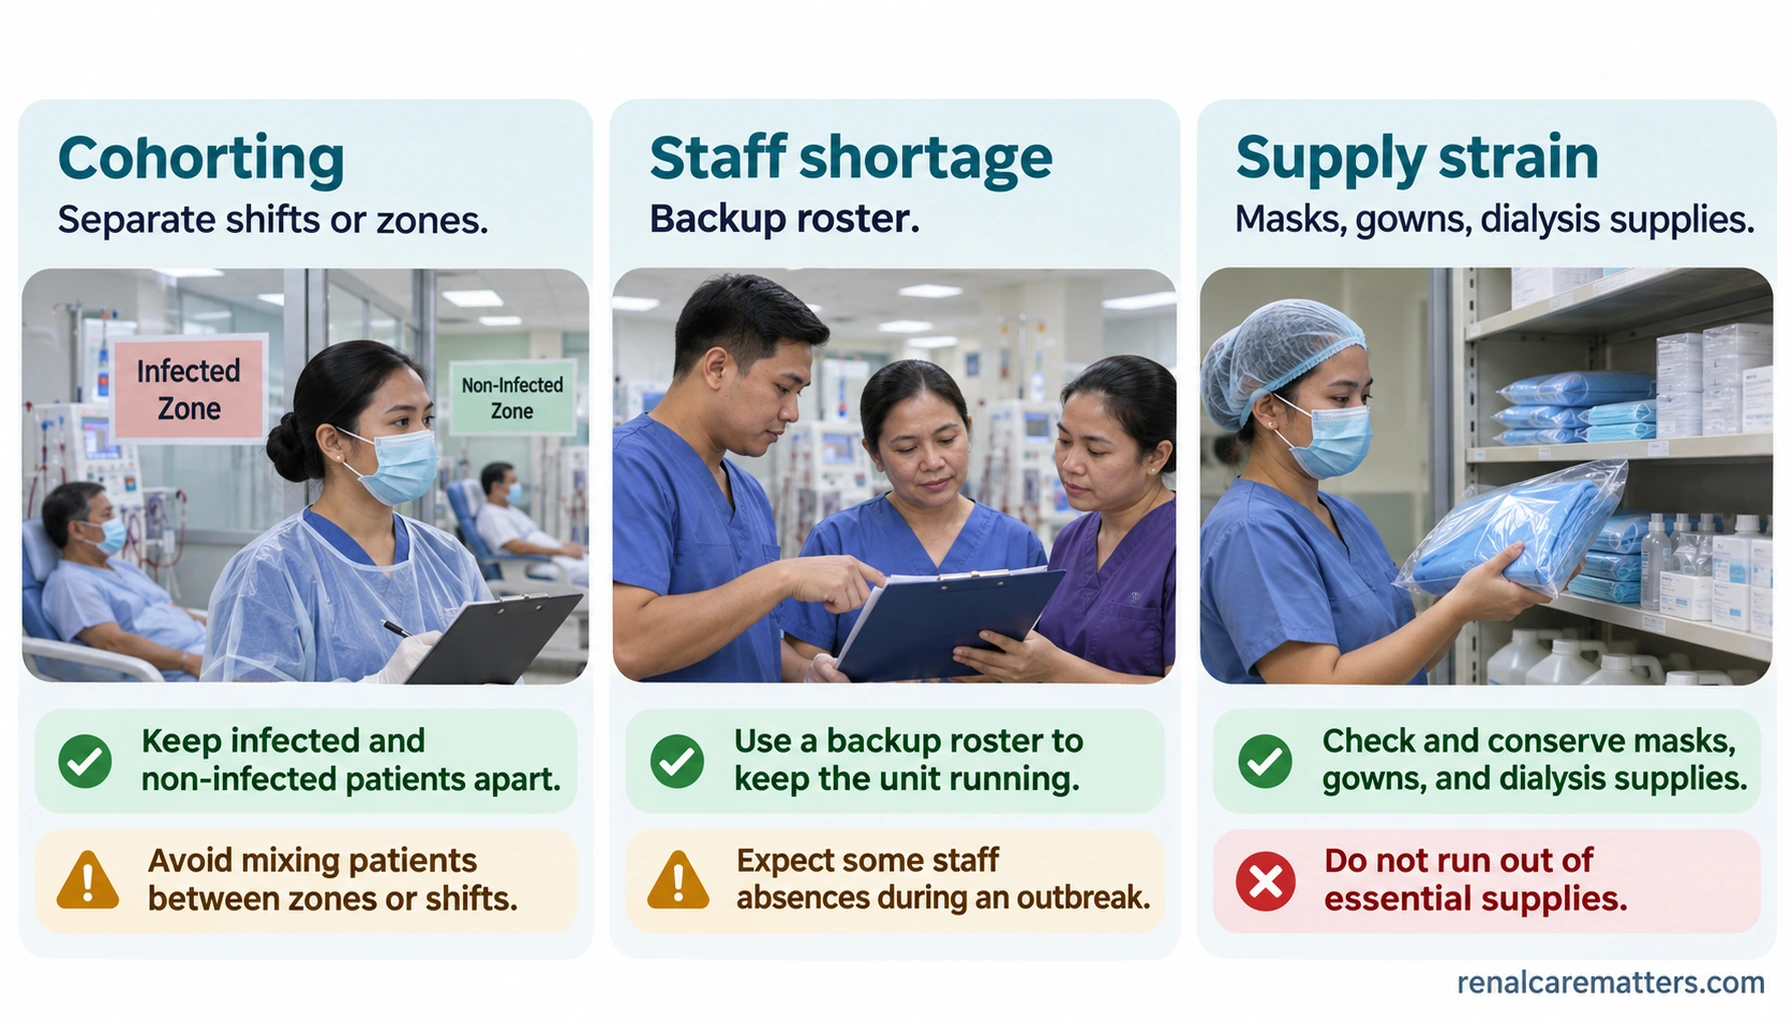 Cohorting
Separate shifts or zones.
Infected
Zone
Non-Infected
Zone
Keep infected and
non-infected patients apart.
Avoid mixing patients
between zones or shifts.
Staff shortage
Backup roster.
Use a backup roster to
keep the unit running.
Expect some staff
absences during an outbreak.
Supply strain
Masks, gowns, dialysis supplies.
Check and conserve masks,
gowns, and dialysis supplies.
Do not run out of
essential supplies.
renalcarematters.com